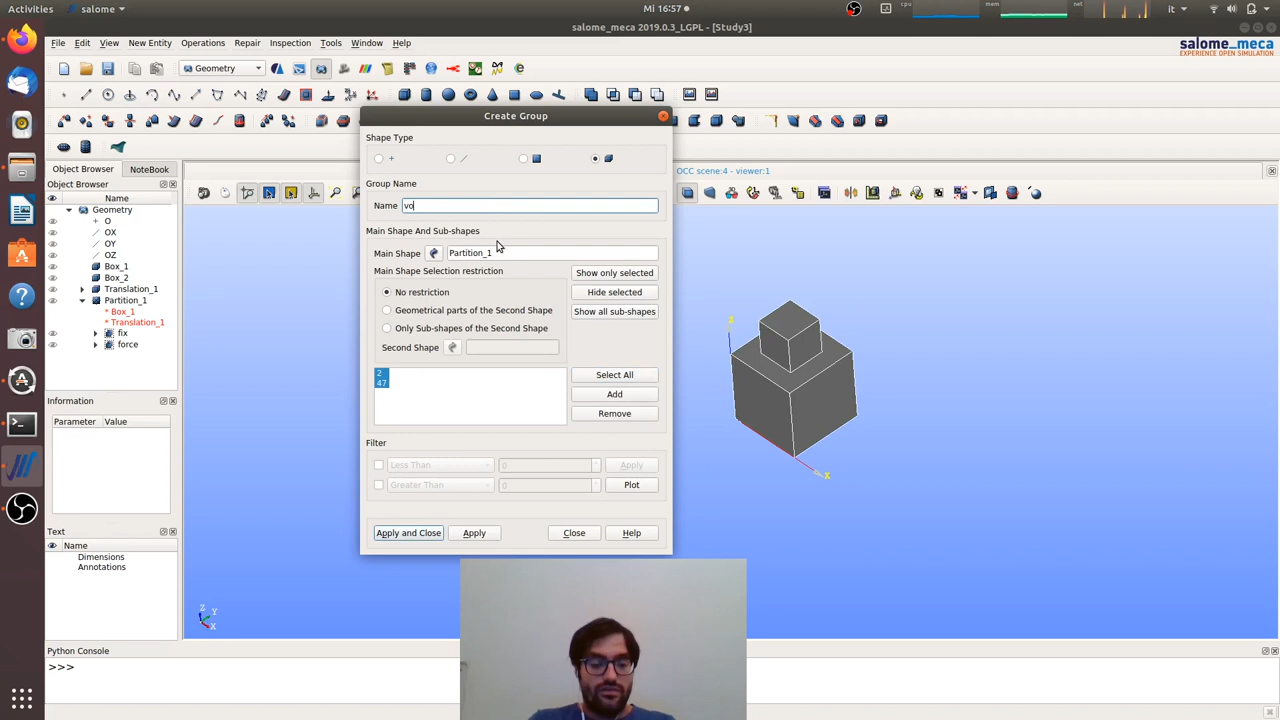 Activities salome Mi 16:57 cpu mem net it
salome_meca 2019.0.3_LGPL - [Study3]
File Edit View New Entity Operations Repair Inspection Tools Window Help
salome_meca
EXPERIENCE OPEN SIMULATION
Geometry
Create Group
Shape Type
Group Name
Name vo
Main Shape And Sub-shapes
Main Shape Partition_1
Main Shape Selection restriction
No restriction
Geometrical parts of the Second Shape
Only Sub-shapes of the Second Shape
Second Shape
Show only selected
Hide selected
Show all sub-shapes
2
47
Select All
Add
Remove
Filter
Less Than 0 Apply
Greater Than 0 Plot
Apply and Close Apply Close Help
Object Browser NoteBook
Object Browser
Name
Geometry
O
OX
OY
OZ
Box_1
Box_2
Translation_1
Partition_1
* Box_1
* Translation_1
fix
force
Information
Parameter Value
Text
Name
Dimensions
Annotations
OCC scene:4 - viewer:1
Z
X
Z
Y
X
Python Console
>>>